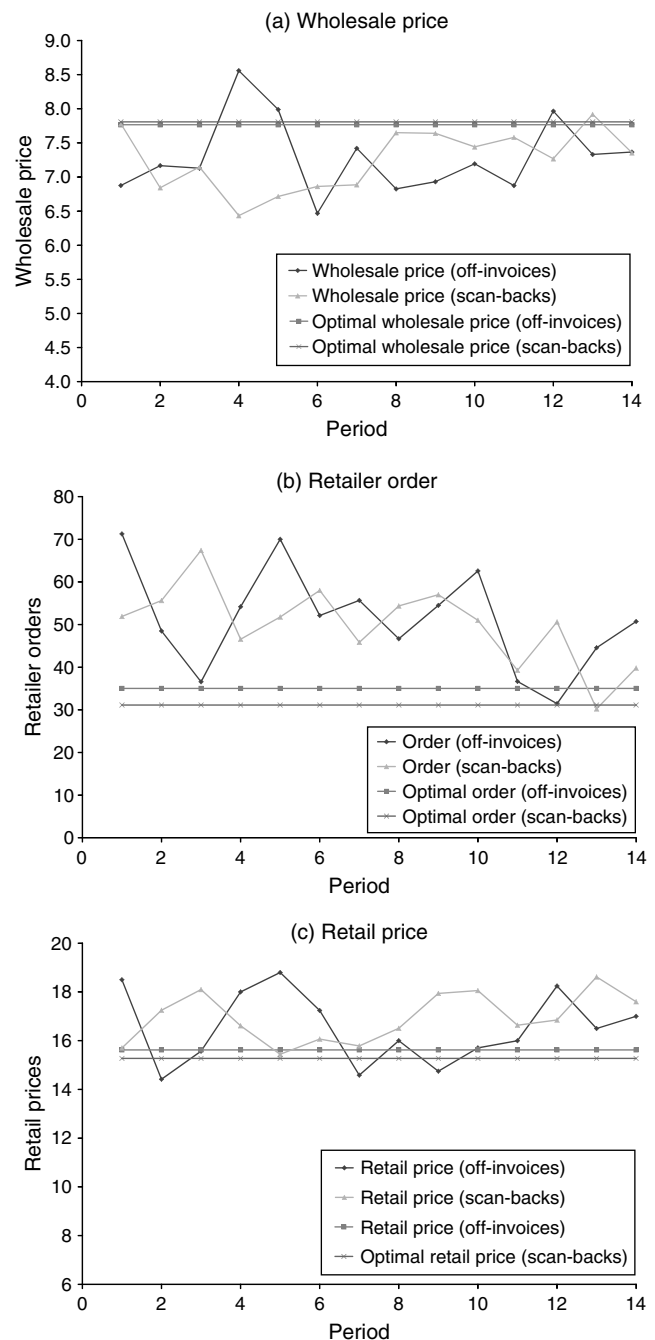 (a) Wholesale price
9.0
8.5
8.0
7.5
7.0
6.5
6.0
5.5
5.0
4.5
4.0
Wholesale price
Wholesale price (off-invoices)
Wholesale price (scan-backs)
Optimal wholesale price (off-invoices)
Optimal wholesale price (scan-backs)
0 2 4 6 8 10 12 14
Period
(b) Retailer order
80
70
60
50
40
30
20
10
0
Retailer orders
Order (off-invoices)
Order (scan-backs)
Optimal order (off-invoices)
Optimal order (scan-backs)
0 2 4 6 8 10 12 14
Period
(c) Retail price
20
18
16
14
12
10
8
6
Retail prices
Retail price (off-invoices)
Retail price (scan-backs)
Retail price (off-invoices)
Optimal retail price (scan-backs)
0 2 4 6 8 10 12 14
Period